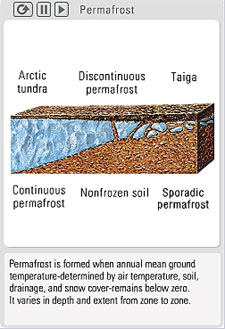 Permafrost
Arctic tundra
Discontinuous permafrost
Taiga
Continuous permafrost
Nonfrozen soil
Sporadic permafrost
Permafrost is formed when annual mean ground
temperature-determined by air temperature, soil,
drainage, and snow cover-remains below zero.
It varies in depth and extent from zone to zone.